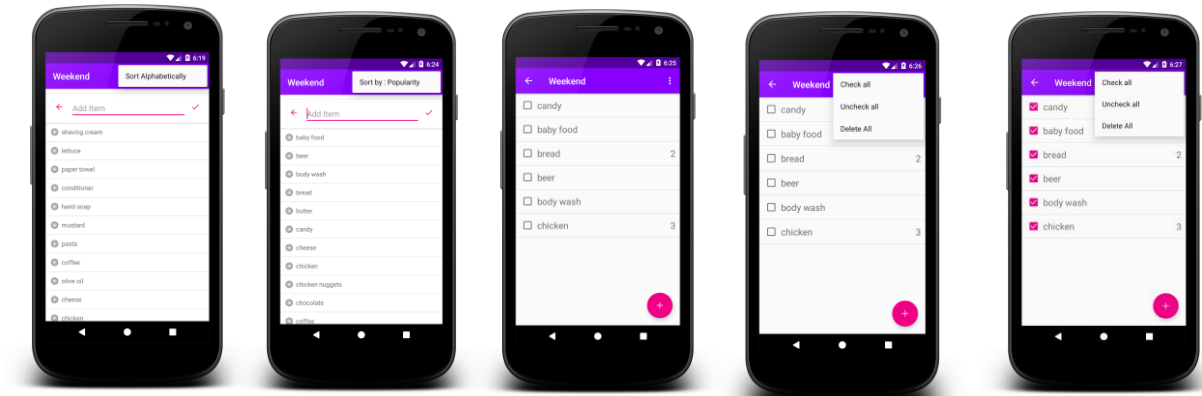 6:19
Weekend
Sort Alphabetically
Add Item
shaving cream
lettuce
paper towel
conditioner
hand soap
mustard
pasta
coffee
olive oil
cheese
chicken
6:24
Weekend
Sort by : Popularity
Add Item
baby food
beer
body wash
bread
butter
candy
cheese
chicken
chicken nuggets
chocolate
coffee
6:25
Weekend
candy
baby food
bread 2
beer
body wash
chicken 3
6:26
Weekend
Check all
Uncheck all
Delete All
candy
baby food
bread 2
beer
body wash
chicken 3
6:27
Weekend
Check all
Uncheck all
Delete All
candy
baby food
bread 2
beer
body wash
chicken 3